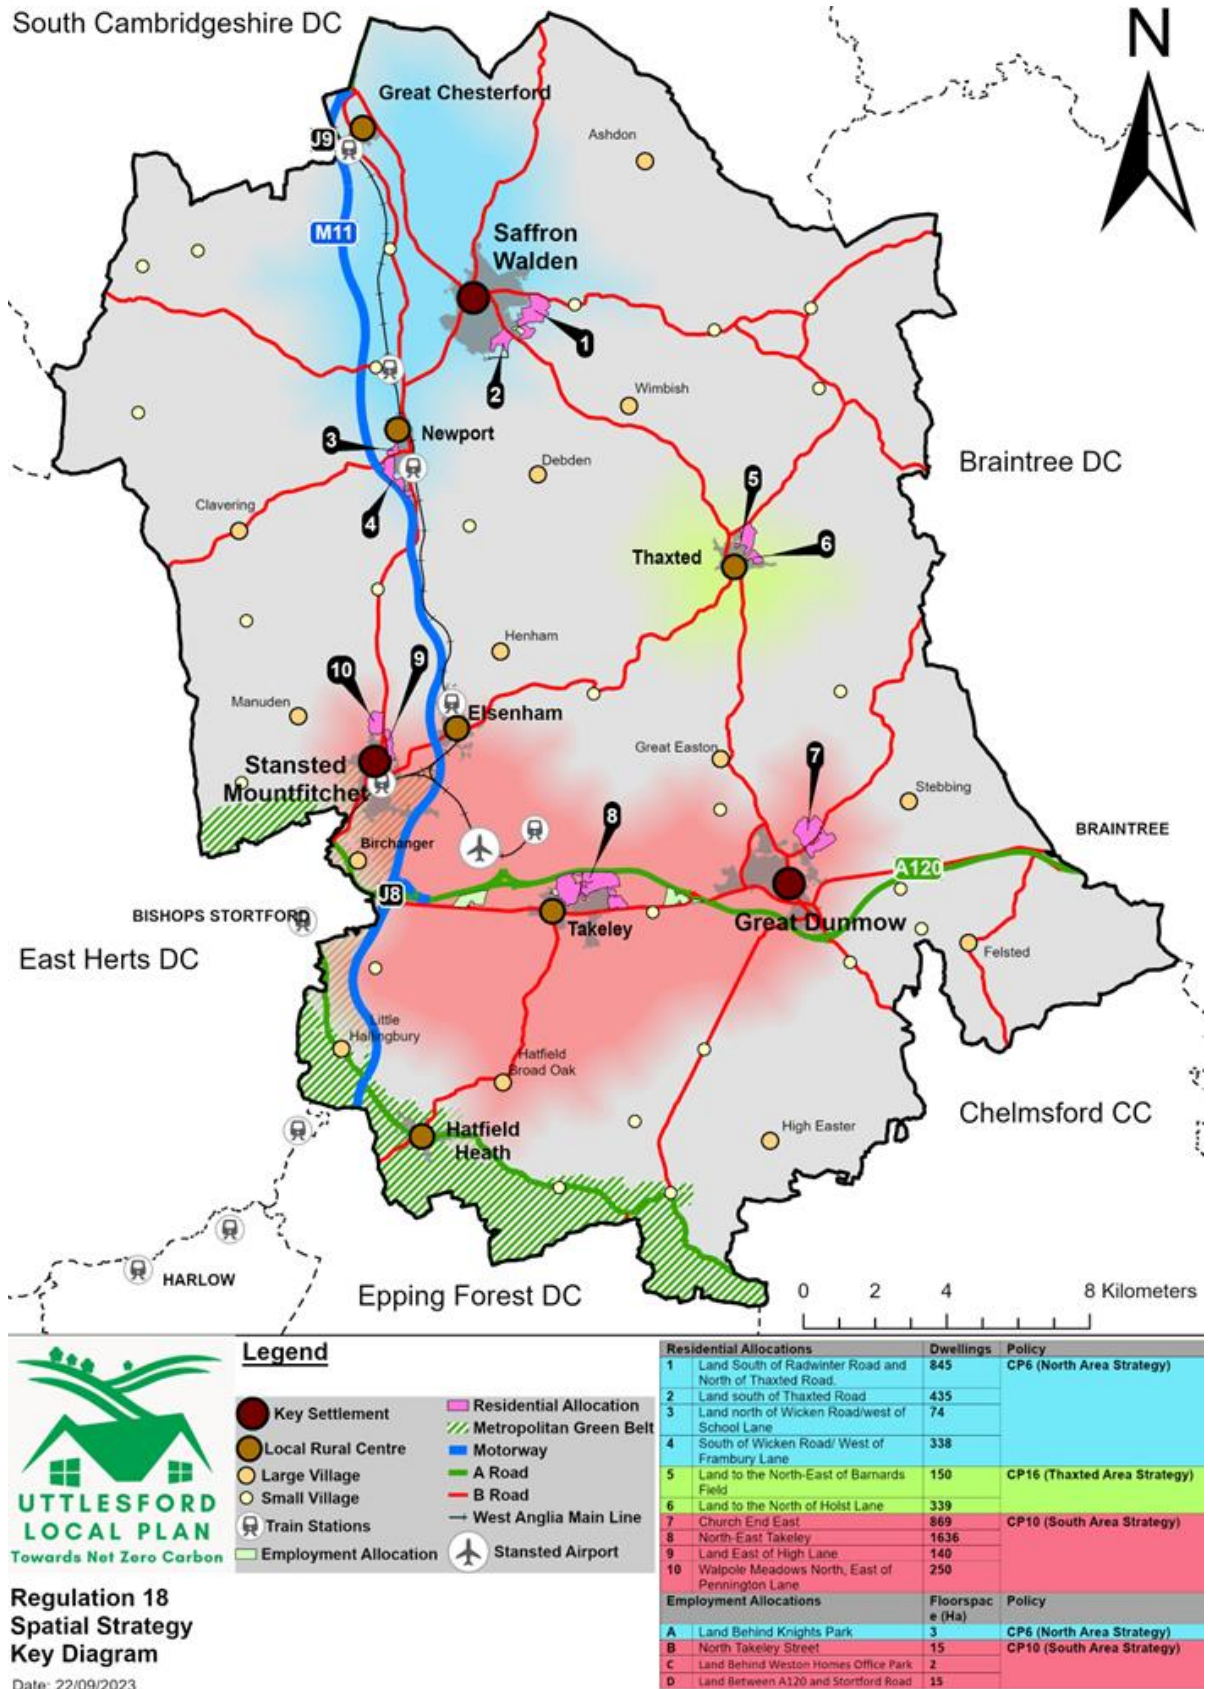 South Cambridgeshire DC
N
Great Chesterford
J9
Ashdon
M11
Saffron
Walden
1
2
Wimbish
3
Newport
Braintree DC
Debden
5
Clavering
4
6
Thaxted
Henham
9
10
Manuden
Elsenham
Great Easton
7
Stansted
Mountfitchet
Stebbing
8
BRAINTREE
Birchanger
A120
J8
BISHOPS STORTFORD
Great Dunmow
Takeley
East Herts DC
Felsted
Little
Hallingbury
Hatfield
Broad Oak
Chelmsford CC
Hatfield
Heath
High Easter
HARLOW
0 2 4 8 Kilometers
Epping Forest DC
Legend
Key Settlement
Local Rural Centre
Large Village
Small Village
Train Stations
Employment Allocation
Residential Allocation
Metropolitan Green Belt
Motorway
A Road
B Road
West Anglia Main Line
Stansted Airport
UTTLESFORD
LOCAL PLAN
Towards Net Zero Carbon
Regulation 18
Spatial Strategy
Key Diagram
Date: 22/09/2023
Residential Allocations Dwellings Policy
1 Land South of Radwinter Road and 845 CP6 (North Area Strategy)
North of Thaxted Road.
2 Land south of Thaxted Road 435
3 Land north of Wicken Road/west of 74
School Lane
4 South of Wicken Road/ West of 338
Frambury Lane
5 Land to the North-East of Barnards 150 CP16 (Thaxted Area Strategy)
Field
6 Land to the North of Holst Lane 339
7 Church End East 869 CP10 (South Area Strategy)
8 North-East Takeley 1636
9 Land East of High Lane 140
10 Walpole Meadows North, East of 250
Pennington Lane
Employment Allocations Floorspac Policy
e (Ha)
A Land Behind Knights Park 3 CP6 (North Area Strategy)
B North Takeley Street 15 CP10 (South Area Strategy)
C Land Behind Weston Homes Office Park 2
D Land Between A120 and Stortford Road 15